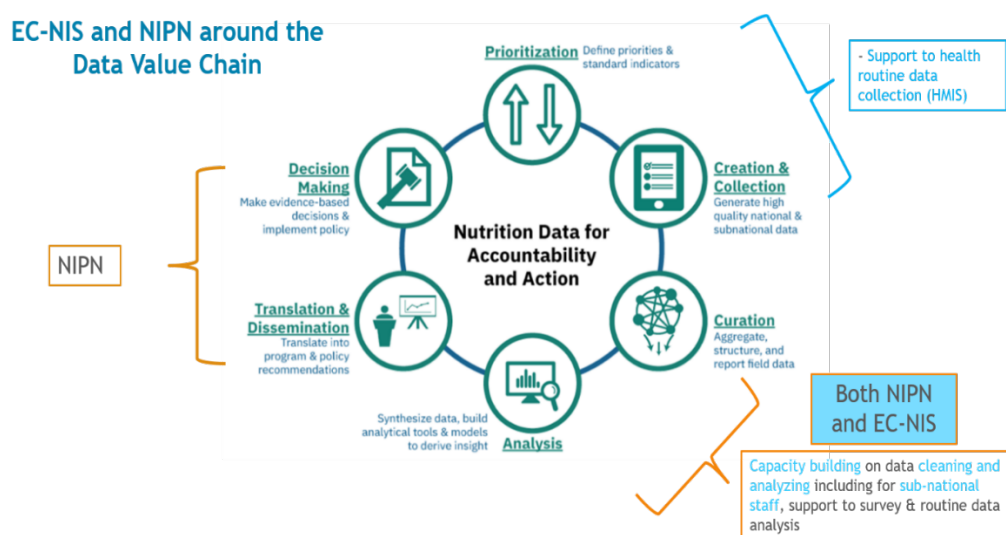 EC-NIS and NIPN around the
Data Value Chain
Prioritization
Define priorities &
standard indicators
- Support to health
routine data
collection (HMIS)
Decision
Making
Make evidence-based
decisions &
implement policy
Creation &
Collection
Generate high
quality national &
subnational data
Nutrition Data for
Accountability
and Action
NIPN
Translation &
Dissemination
Translate into
program & policy
recommendations
Curation
Aggregate,
structure, and
report field data
Synthesize data, build
analytical tools & models
to derive insight
Analysis
Both NIPN
and EC-NIS
Capacity building on data cleaning and
analyzing including for sub-national
staff, support to survey & routine data
analysis